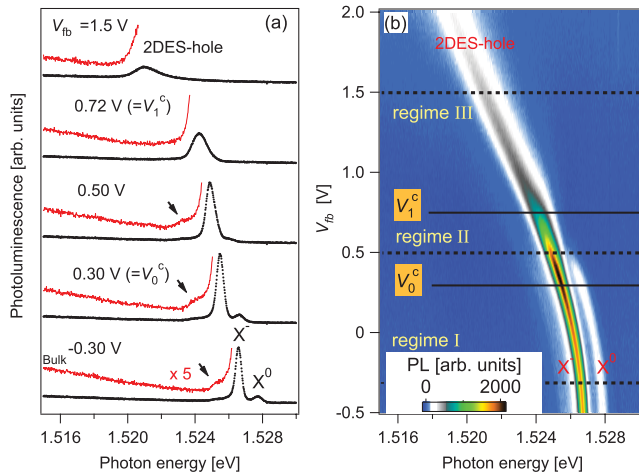 (a)
V_fb =1.5 V
2DES-hole
0.72 V (=V_1^c)
0.50 V
0.30 V (=V_0^c)
X^-
Bulk
-0.30 V
x 5
X^0
1.516
1.520
1.524
1.528
Photon energy [eV]
Photoluminescence [arb. units]
(b)
2DES-hole
regime III
V_1^c
regime II
V_0^c
regime I
PL [arb. units]
0
2000
X^-
X^0
2.0
1.5
1.0
0.5
0
-0.5
V_fb [V]
1.516
1.520
1.524
1.528
Photon energy [eV]